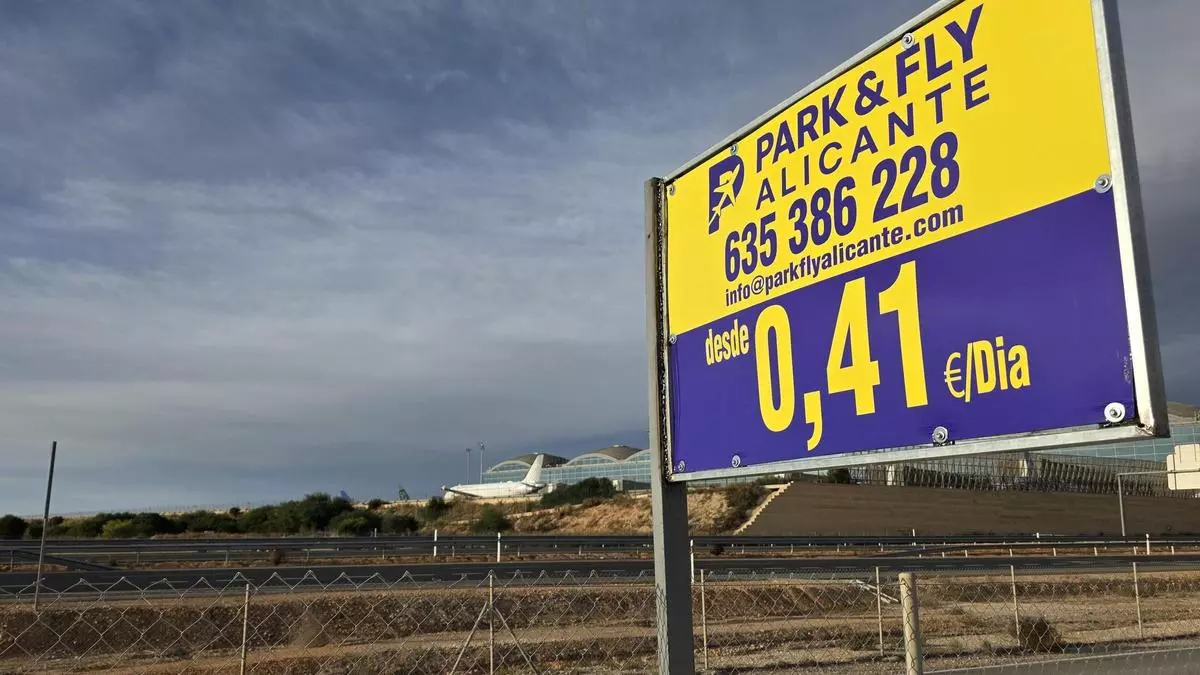 PARK & FLY
ALICANTE
635 386 228
info@parkflyalicante.com
desde 0,41 €/Dia